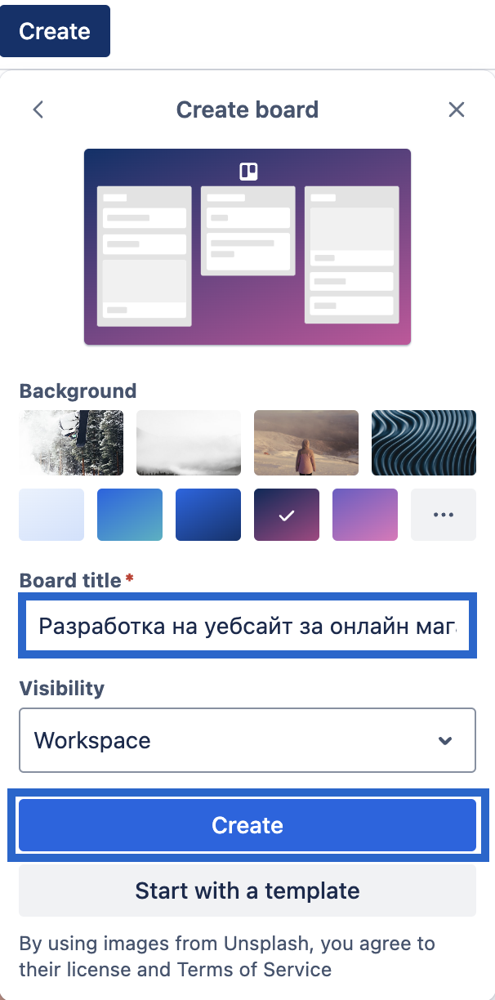 Create
Create board
Background
Board title *
Разработка на уебсайт за онлайн маг
Visibility
Workspace
Create
Start with a template
By using images from Unsplash, you agree to
their license and Terms of Service